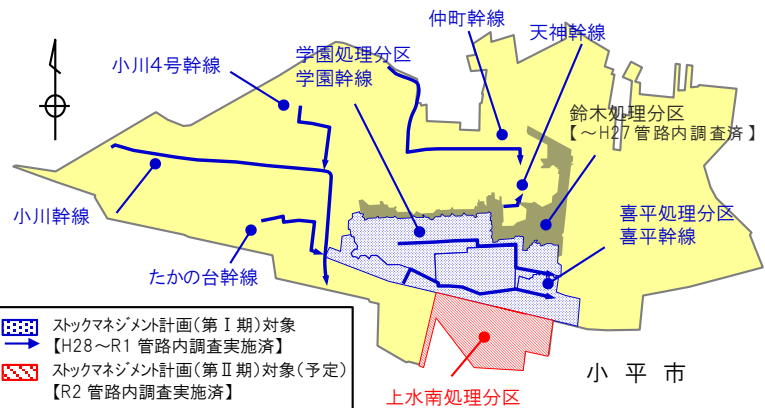 仲町幹線
天神幹線
学園処理分区
学園幹線
小川4号幹線
鈴木処理分区
【～H27 管路内調査済】
小川幹線
喜平処理分区
喜平幹線
たかの台幹線
ストックマネジメント計画(第Ⅰ期)対象
【H28～R1 管路内調査実施済】
ストックマネジメント計画(第Ⅱ期)対象(予定)
【R2 管路内調査実施済】
小平市
上水南処理分区